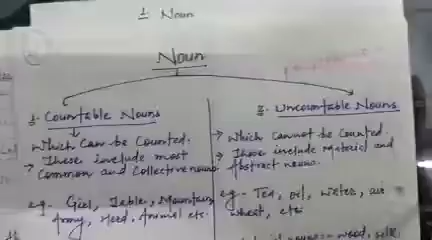 1. Noun
Noun
1. Countable Nouns
Which can be Counted.
→ These include most
Common and Collective nouns
e.g- Girl, Table, Mountain,
Army, Herd, Animal etc.
2. Uncountable Nouns
→ Which cannot be Counted.
→ These include material and
Abstract nouns.
e.g- Tea, oil, water, air
wheat, etc
wood, silk,